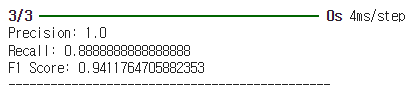 3/3 ──────────────────── 0s 4ms/step
Precision: 1.0
Recall: 0.8888888888888888
F1 Score: 0.9411764705882353
----------------------------------------------